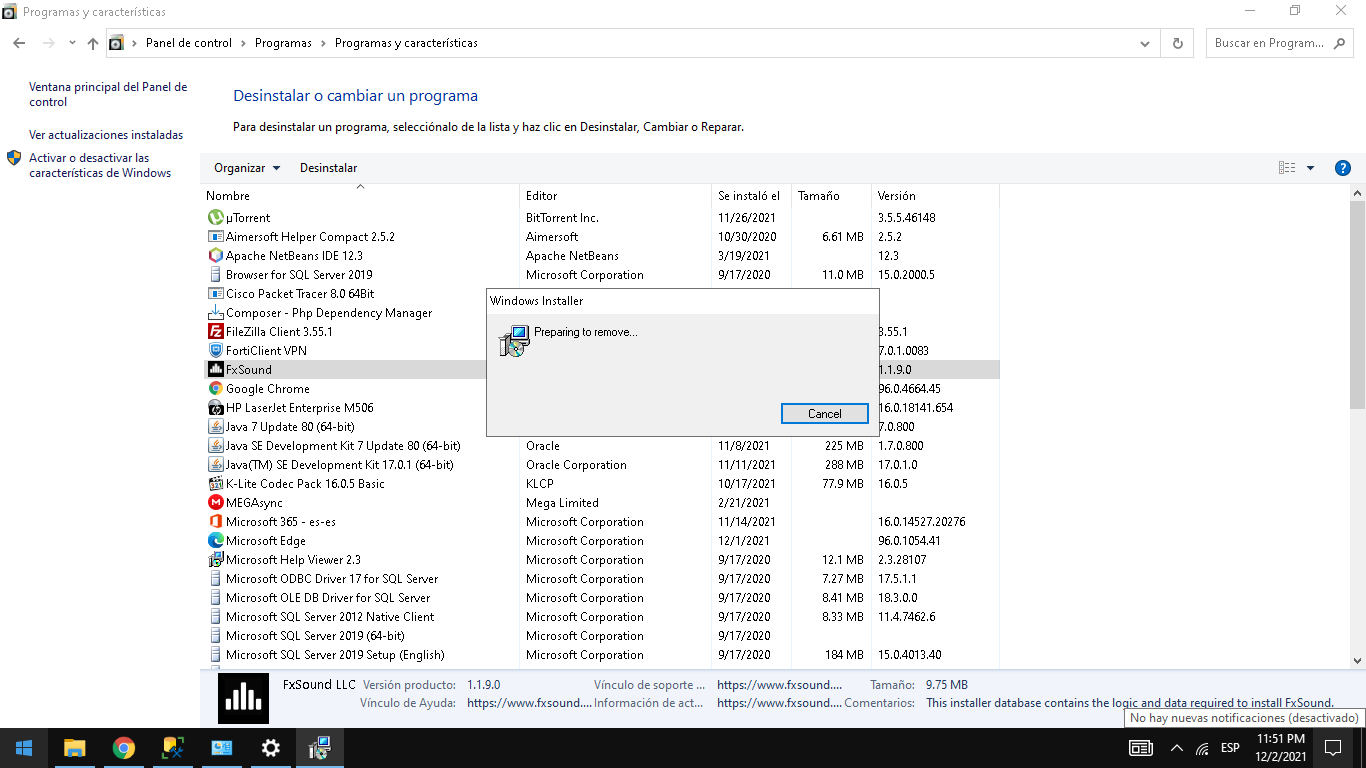 Programas y características
Panel de control > Programas > Programas y características
Buscar en Program...
Ventana principal del Panel de
control
Ver actualizaciones instaladas
Activar o desactivar las
características de Windows
Desinstalar o cambiar un programa
Para desinstalar un programa, selecciónalo de la lista y haz clic en Desinstalar, Cambiar o Reparar.
Organizar Desinstalar
Nombre Editor Se instaló el Tamaño Versión
µTorrent BitTorrent Inc. 11/26/2021 3.5.5.46148
Aimersoft Helper Compact 2.5.2 Aimersoft 10/30/2020 6.61 MB 2.5.2
Apache NetBeans IDE 12.3 Apache NetBeans 3/19/2021 12.3
Browser for SQL Server 2019 Microsoft Corporation 9/17/2020 11.0 MB 15.0.2000.5
Cisco Packet Tracer 8.0 64Bit
Composer - Php Dependency Manager
FileZilla Client 3.55.1 3.55.1
FortiClient VPN 7.0.1.0083
FxSound 1.1.9.0
Google Chrome 96.0.4664.45
HP LaserJet Enterprise M506 16.0.18141.654
Java 7 Update 80 (64-bit) 7.0.800
Windows Installer
Preparing to remove...
Cancel
Java SE Development Kit 7 Update 80 (64-bit) Oracle 11/8/2021 225 MB 1.7.0.800
Java(TM) SE Development Kit 17.0.1 (64-bit) Oracle Corporation 11/11/2021 288 MB 17.0.1.0
K-Lite Codec Pack 16.0.5 Basic KLCP 10/17/2021 77.9 MB 16.0.5
MEGAsync Mega Limited 2/21/2021
Microsoft 365 - es-es Microsoft Corporation 11/14/2021 16.0.14527.20276
Microsoft Edge Microsoft Corporation 12/1/2021 96.0.1054.41
Microsoft Help Viewer 2.3 Microsoft Corporation 9/17/2020 12.1 MB 2.3.28107
Microsoft ODBC Driver 17 for SQL Server Microsoft Corporation 9/17/2020 7.27 MB 17.5.1.1
Microsoft OLE DB Driver for SQL Server Microsoft Corporation 9/17/2020 8.41 MB 18.3.0.0
Microsoft SQL Server 2012 Native Client Microsoft Corporation 9/17/2020 8.33 MB 11.4.7462.6
Microsoft SQL Server 2019 (64-bit) Microsoft Corporation 9/17/2020
Microsoft SQL Server 2019 Setup (English) Microsoft Corporation 9/17/2020 184 MB 15.0.4013.40
FxSound LLC Versión producto: 1.1.9.0 Vínculo de soporte ... https://www.fxsound.... Tamaño: 9.75 MB
Vínculo de Ayuda: https://www.fxsound.... Información de act... https://www.fxsound.... Comentarios: This installer database contains the logic and data required to install FxSound.
No hay nuevas notificaciones (desactivado)
ESP
11:51 PM
12/2/2021